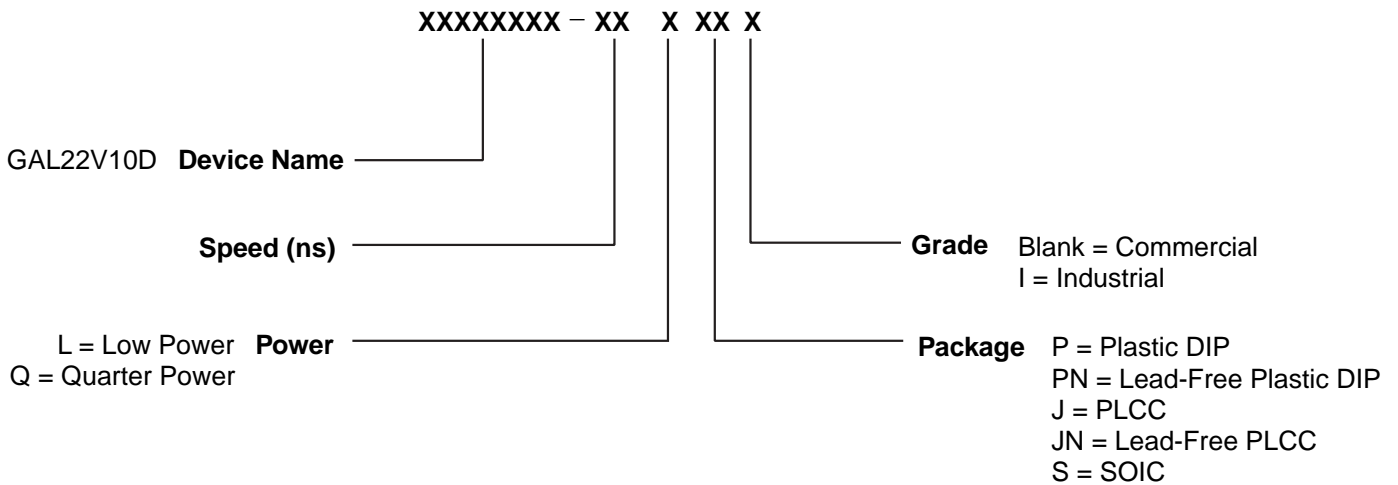 XXXXXXXX – XX X XX X
GAL22V10D Device Name
Speed (ns)
L = Low Power Power
Q = Quarter Power
Grade Blank = Commercial
I = Industrial
Package P = Plastic DIP
PN = Lead-Free Plastic DIP
J = PLCC
JN = Lead-Free PLCC
S = SOIC